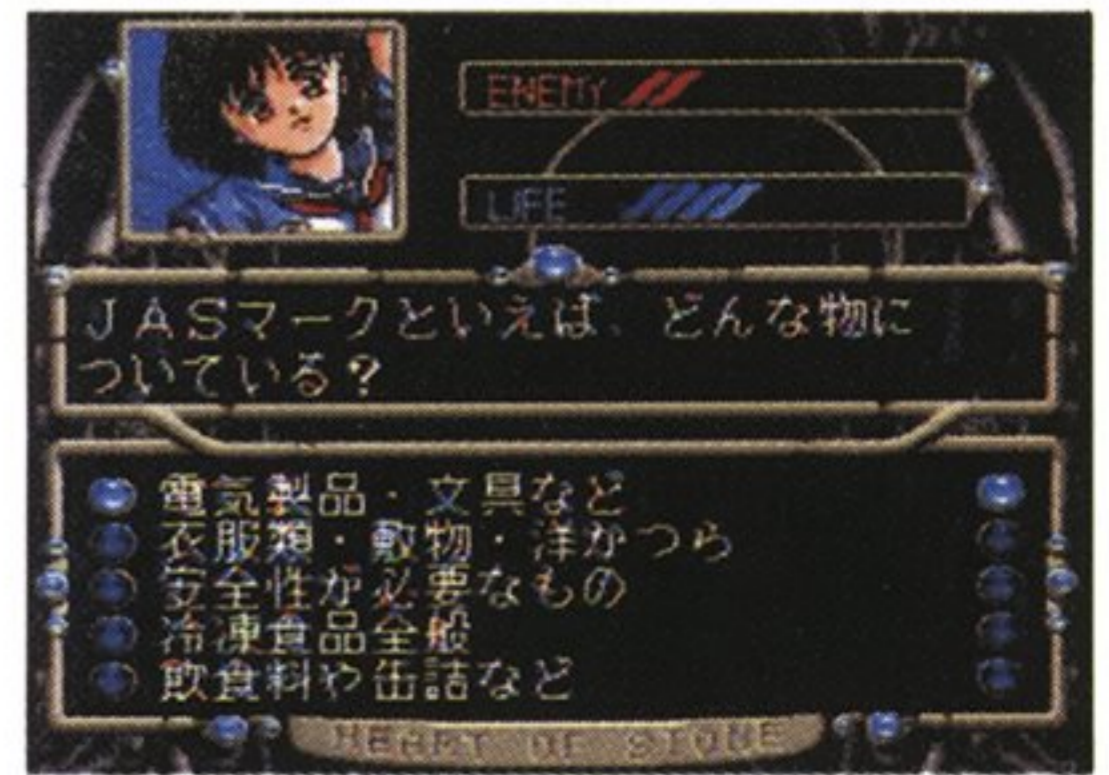 ENEMY
LIFE
JASマークといえば、どんな物に
ついている?
電気製品・文具など
衣服類・敷物・洋かつら
安全性が必要なもの
冷凍食品全般
飲食料や缶詰など
HEART OF STONE